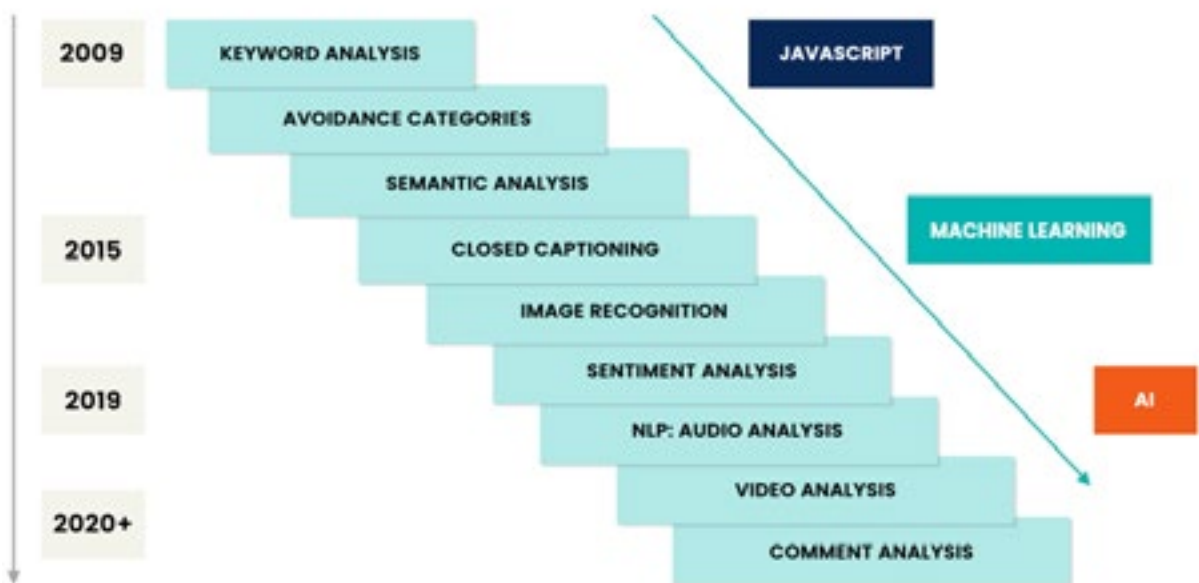 2009
KEYWORD ANALYSIS
JAVASCRIPT
AVOIDANCE CATEGORIES
SEMANTIC ANALYSIS
2015
CLOSED CAPTIONING
MACHINE LEARNING
IMAGE RECOGNITION
2019
SENTIMENT ANALYSIS
AI
NLP: AUDIO ANALYSIS
VIDEO ANALYSIS
2020+
COMMENT ANALYSIS